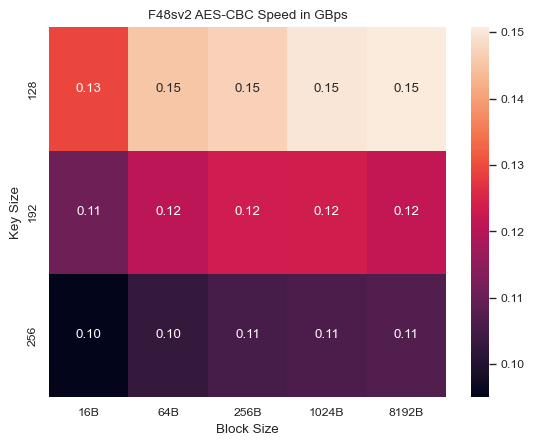 F48sv2 AES-CBC Speed in GBps
Key Size
128
0.13 0.15 0.15 0.15 0.15
192
0.11 0.12 0.12 0.12 0.12
256
0.10 0.10 0.11 0.11 0.11
16B 64B 256B 1024B 8192B
Block Size
0.15
0.14
0.13
0.12
0.11
0.10